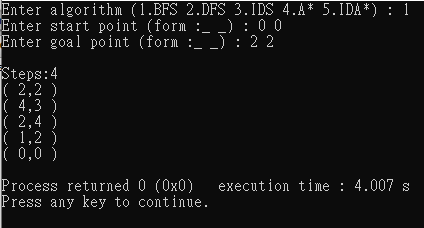 Enter algorithm (1.BFS 2.DFS 3.IDS 4.A* 5.IDA*) : 1
Enter start point (form :_ _) : 0 0
Enter goal point (form :_ _) : 2 2
Steps:4
( 2,2 )
( 4,3 )
( 2,4 )
( 1,2 )
( 0,0 )
Process returned 0 (0x0)   execution time : 4.007 s
Press any key to continue.